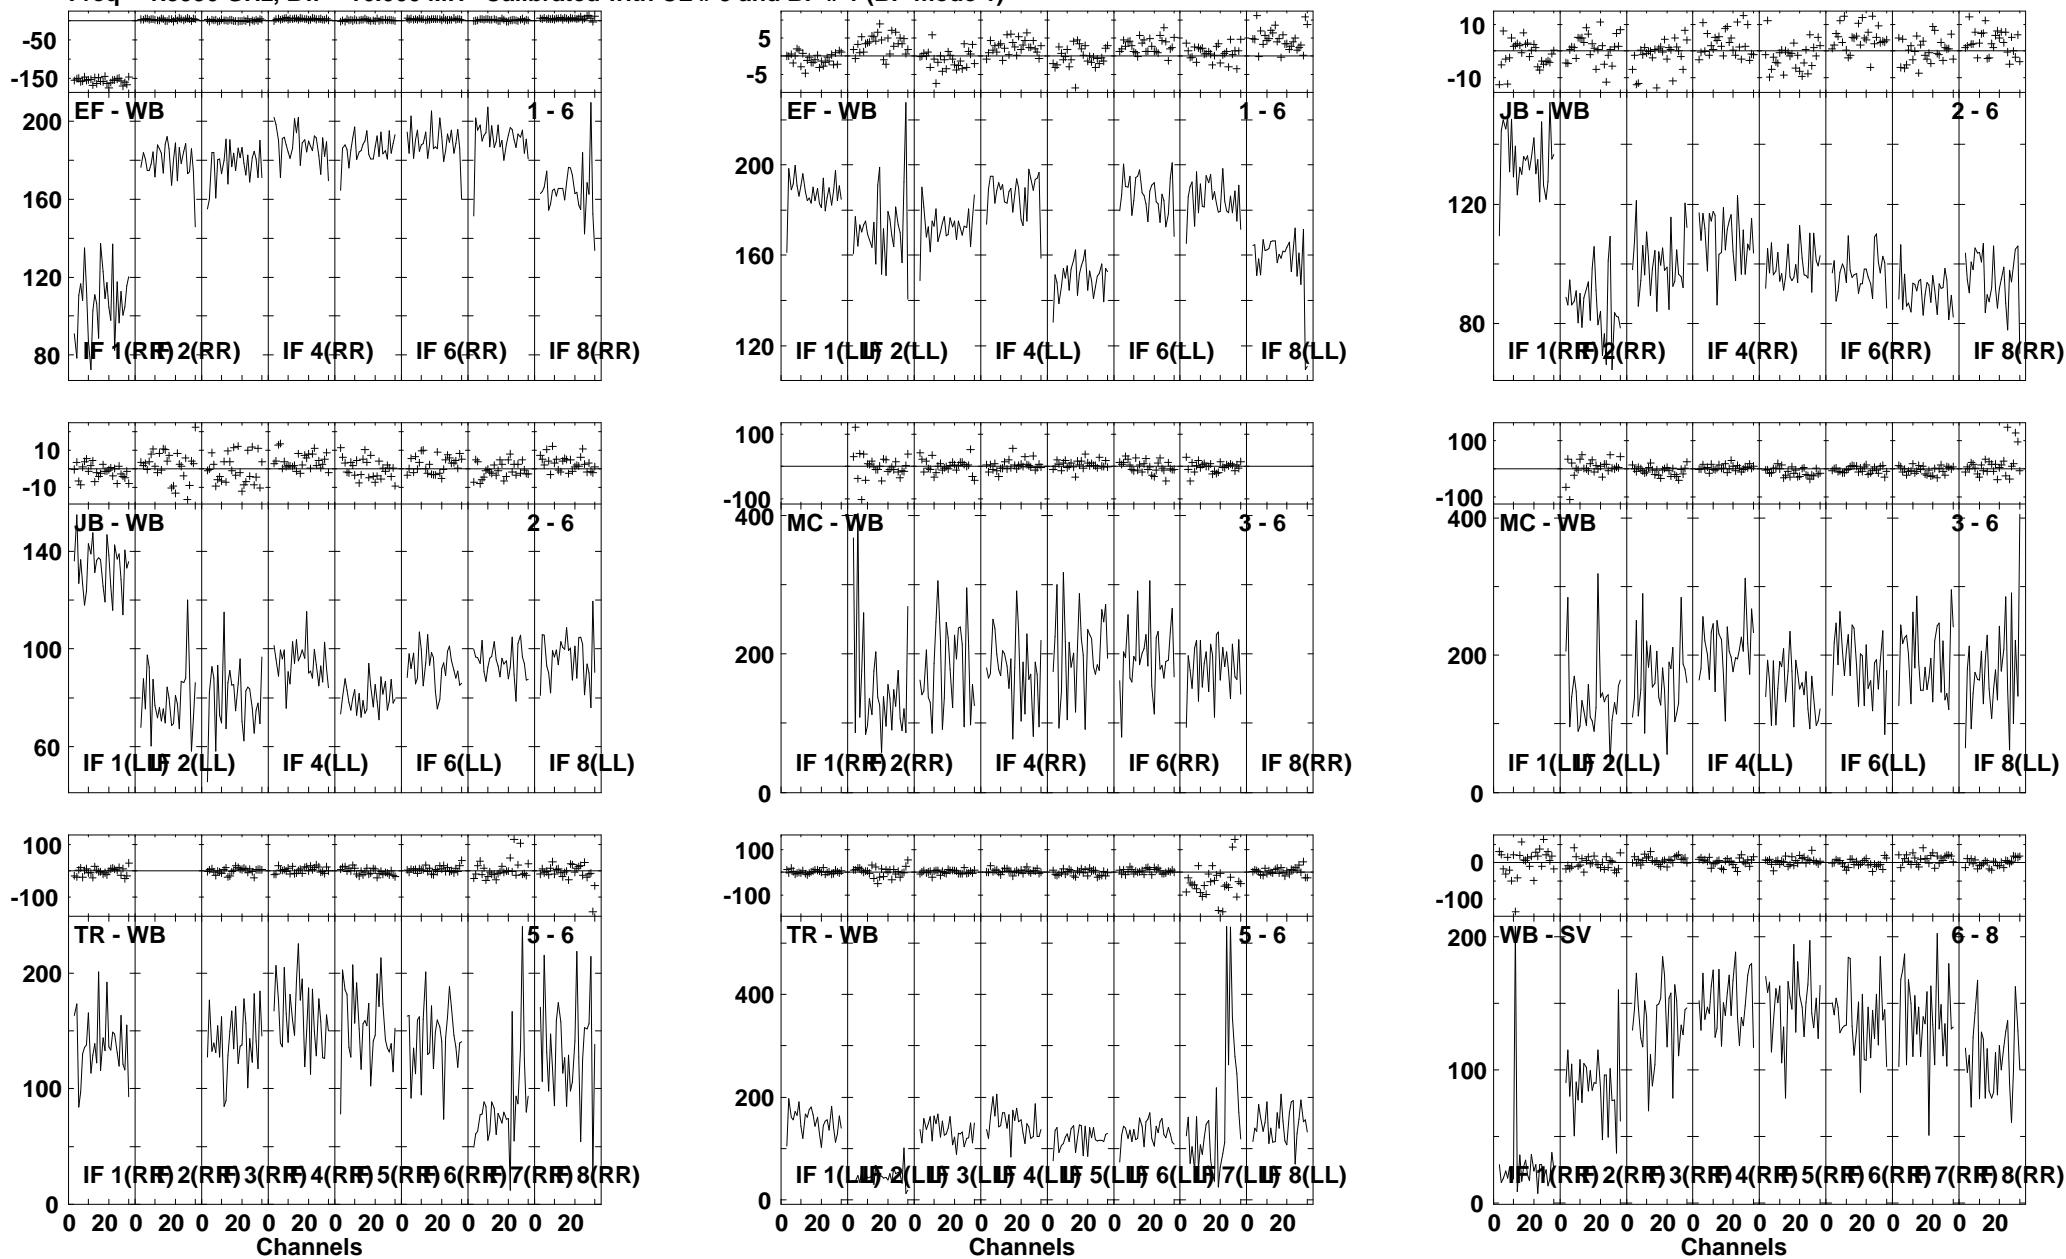 Freq = GHz, Bw = MH Calibrated with CL # and BP # (BP mode
-50
-150
EF - WB
1 - 6
200
160
120
80
IF 1(RR)
IF 2(RR)
IF 4(RR)
IF 6(RR)
IF 8(RR)
5
-5
EF - WB
1 - 6
200
160
120
IF 1(LL)
IF 2(LL)
IF 4(LL)
IF 6(LL)
IF 8(LL)
10
-10
JB - WB
2 - 6
120
80
IF 1(RR)
IF 2(RR)
IF 4(RR)
IF 6(RR)
IF 8(RR)
10
-10
JB - WB
2 - 6
140
100
60
IF 1(LL)
IF 2(LL)
IF 4(LL)
IF 6(LL)
IF 8(LL)
100
-100
MC - WB
3 - 6
400
200
0
IF 1(RR)
IF 2(RR)
IF 4(RR)
IF 6(RR)
IF 8(RR)
100
-100
MC - WB
3 - 6
400
200
0
IF 1(LL)
IF 2(LL)
IF 4(LL)
IF 6(LL)
IF 8(LL)
100
-100
TR - WB
5 - 6
200
100
0
IF 1(RR)
IF 2(RR)
IF 3(RR)
IF 4(RR)
IF 5(RR)
IF 6(RR)
IF 7(RR)
IF 8(RR)
0 20 0 20 0 20 0 20 0 20 0 20 0 20 0 20
Channels
100
-100
TR - WB
5 - 6
400
200
0
IF 1(LL)
IF 2(LL)
IF 3(LL)
IF 4(LL)
IF 5(LL)
IF 6(LL)
IF 7(LL)
IF 8(LL)
0 20 0 20 0 20 0 20 0 20 0 20 0 20 0 20
Channels
0
-100
WB - SV
6 - 8
200
100
0
IF 1(RR)
IF 2(RR)
IF 3(RR)
IF 4(RR)
IF 5(RR)
IF 6(RR)
IF 7(RR)
IF 8(RR)
0 20 0 20 0 20 0 20 0 20 0 20 0 20 0 20
Channels